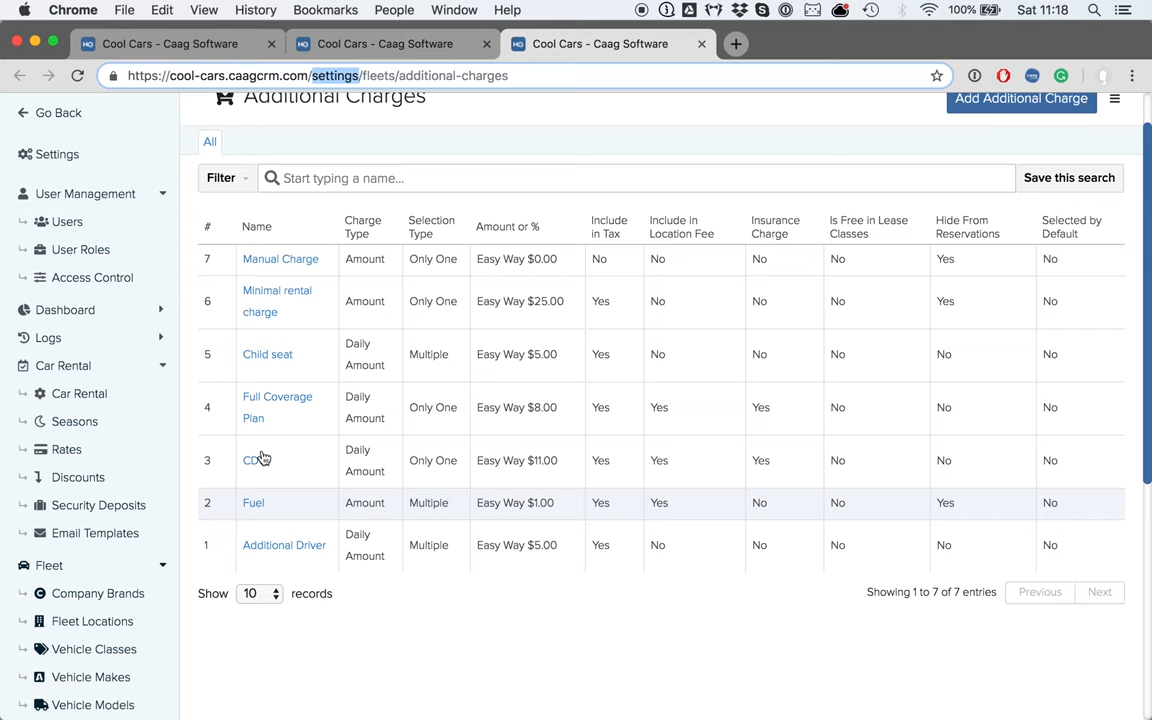 Chrome File Edit View History Bookmarks People Window Help 100% Sat 11:18
Cool Cars - Caag Software Cool Cars - Caag Software Cool Cars - Caag Software
https://cool-cars.caagcrm.com/settings/fleets/additional-charges
Go Back
Settings
User Management
Users
User Roles
Access Control
Dashboard
Logs
Car Rental
Car Rental
Seasons
Rates
Discounts
Security Deposits
Email Templates
Fleet
Company Brands
Fleet Locations
Vehicle Classes
Vehicle Makes
Vehicle Models
Additional Charges
Add Additional Charge
All
Filter Start typing a name... Save this search
# Name Charge Type Selection Type Amount or % Include in Tax Include in Location Fee Insurance Charge Is Free in Lease Classes Hide From Reservations Selected by Default
7 Manual Charge Amount Only One Easy Way $0.00 No No No No Yes No
6 Minimal rental charge Amount Only One Easy Way $25.00 Yes No No No Yes No
5 Child seat Daily Amount Multiple Easy Way $5.00 Yes No No No No No
4 Full Coverage Plan Daily Amount Only One Easy Way $8.00 Yes Yes Yes No No No
3 Daily Amount Only One Easy Way $11.00 Yes Yes Yes No No No
2 Fuel Amount Multiple Easy Way $1.00 Yes Yes No No Yes No
1 Additional Driver Daily Amount Multiple Easy Way $5.00 Yes No No No No No
Show 10 records Showing 1 to 7 of 7 entries Previous Next